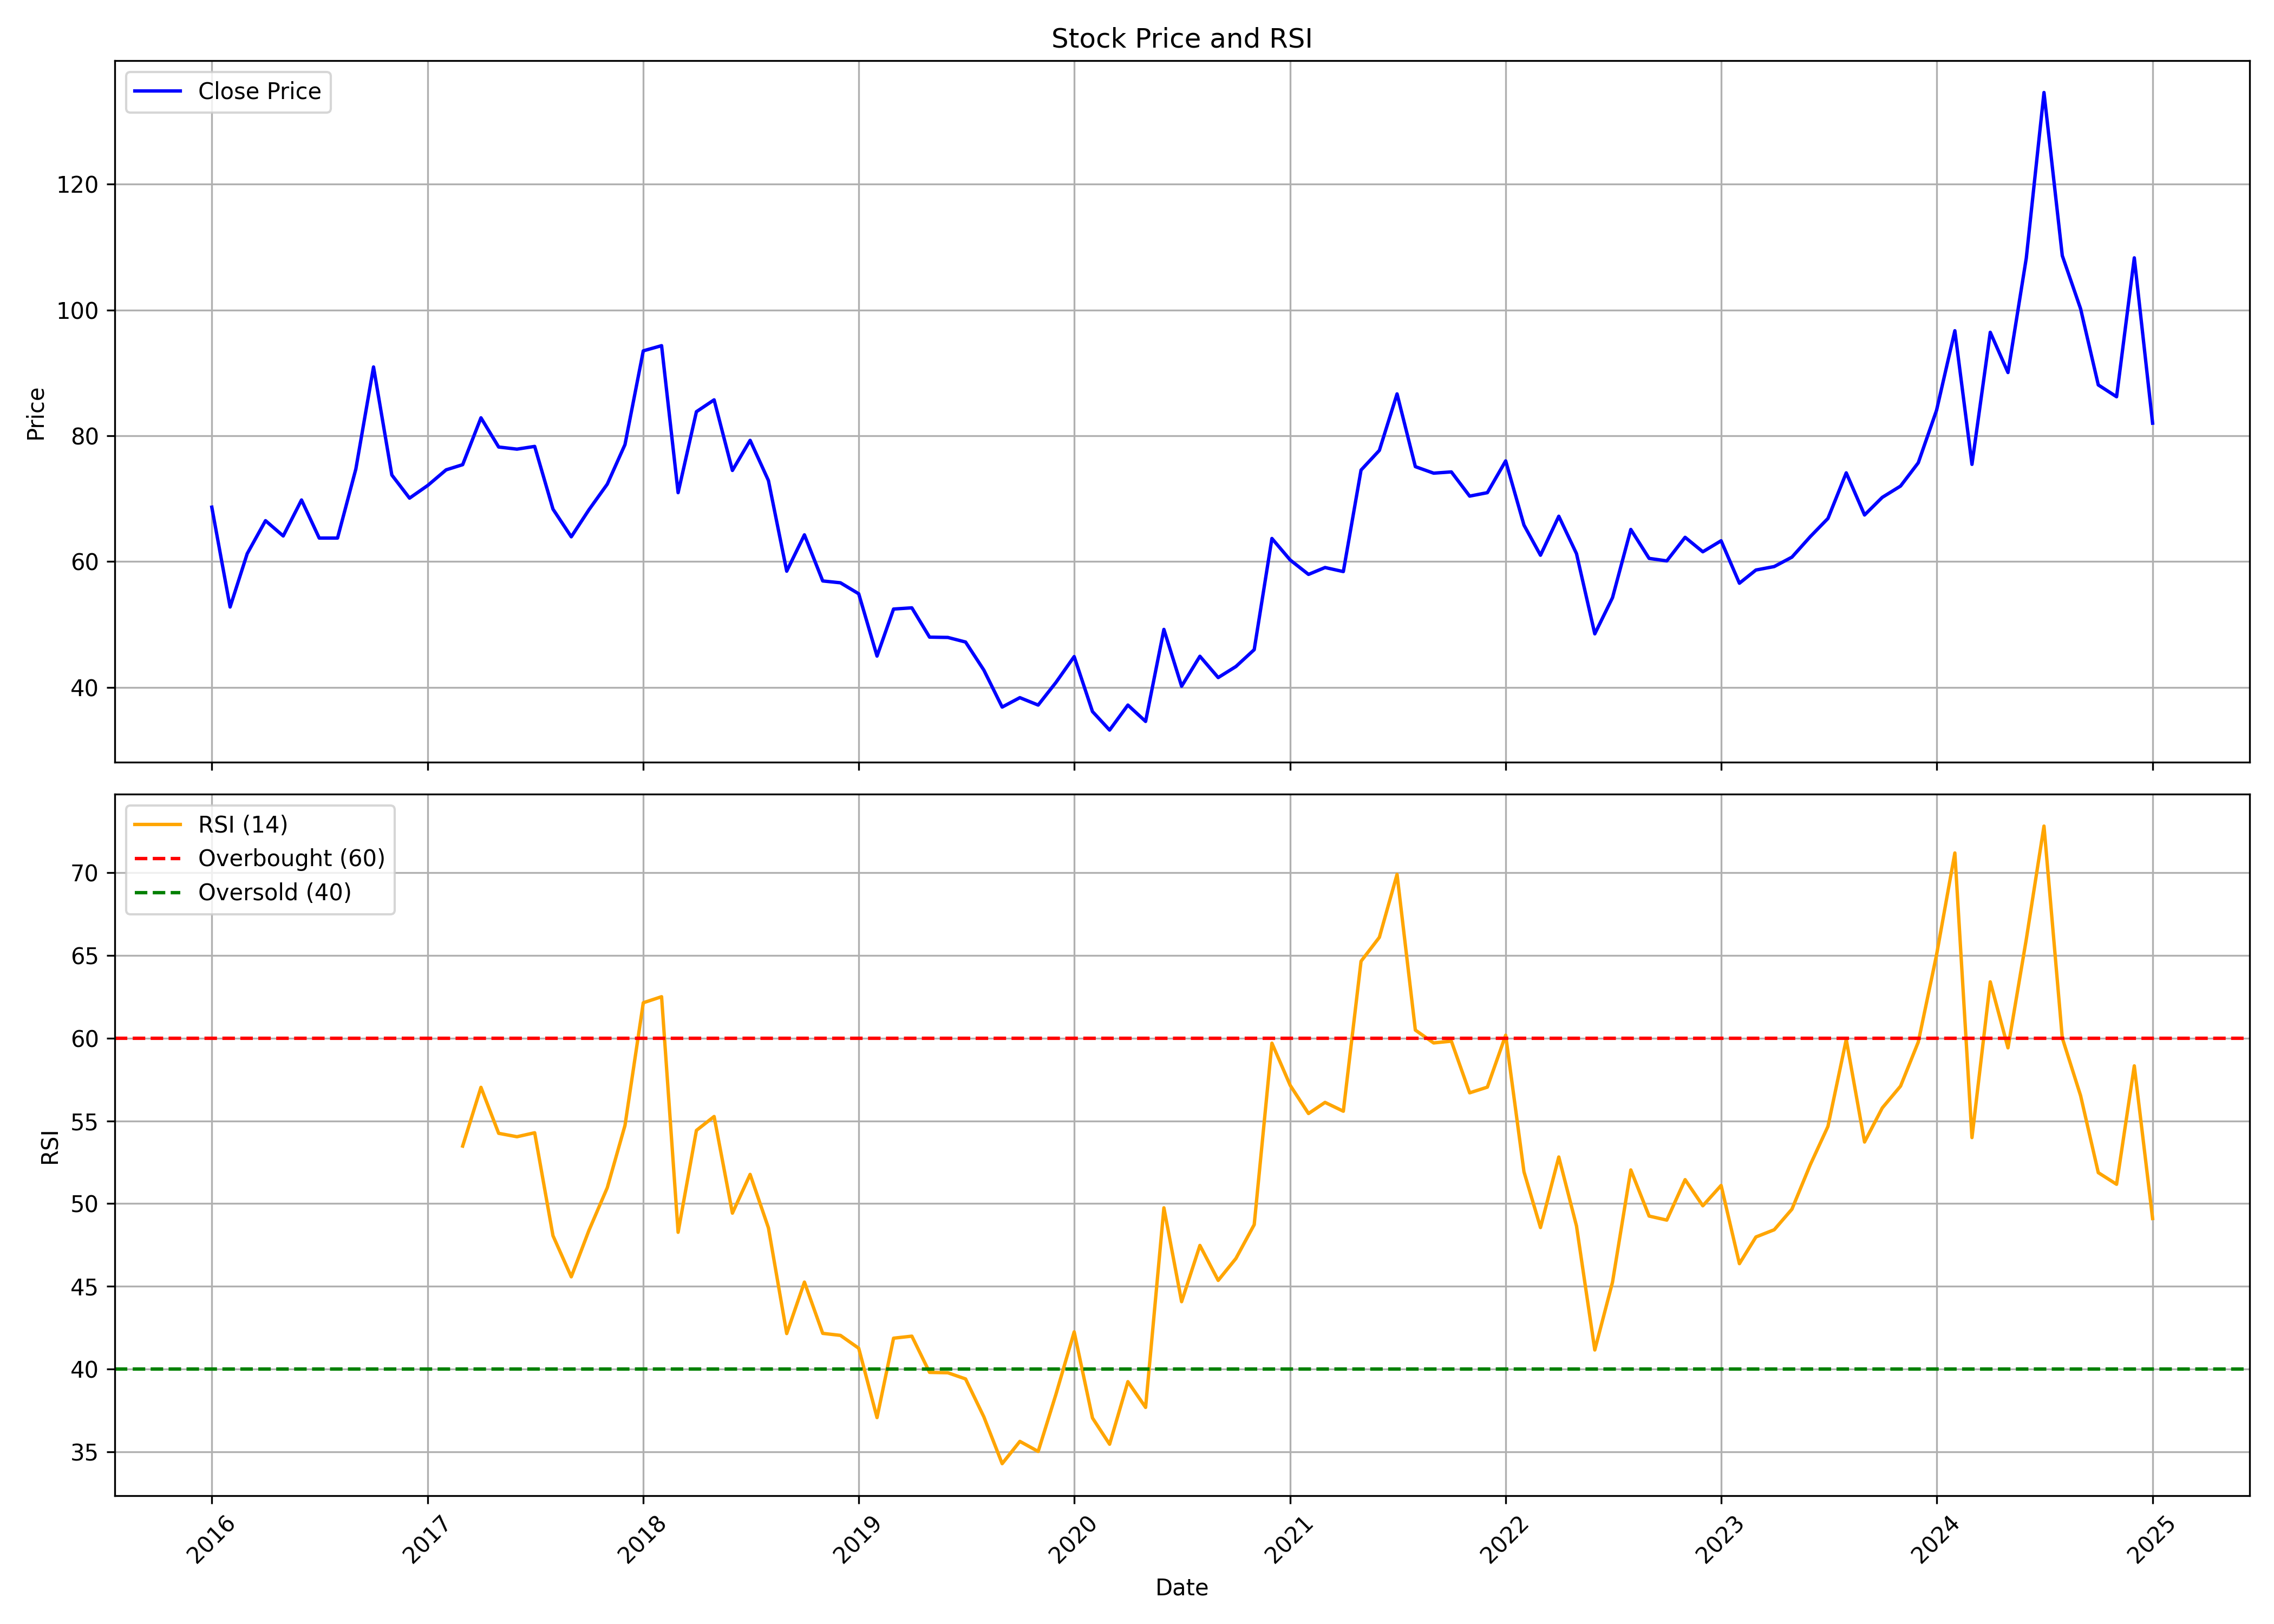 Stock Price and RSI
Close Price
120
100
80
60
40
Price
RSI (14)
Overbought (60)
Oversold (40)
70
65
60
55
50
45
40
35
RSI
2016
2017
2018
2019
2020
2021
2022
2023
2024
2025
Date